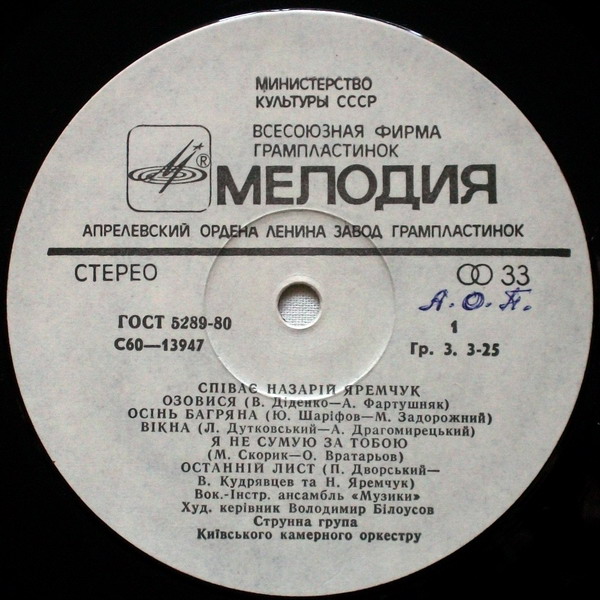 МИНИСТЕРСТВО
КУЛЬТУРЫ СССР
ВСЕСОЮЗНАЯ ФИРМА
ГРАМПЛАСТИНОК
® МЕЛОДИЯ
АПРЕЛЕВСКИЙ ОРДЕНА ЛЕНИНА ЗАВОД ГРАМПЛАСТИНОК
СТЕРЕО 33
А.О.П.
ГОСТ 5289-80 1
С60—13947 Гр. 3. 3-25
СПІВАЄ НАЗАРІЙ ЯРЕМЧУК
ОЗОВИСЯ (В. Діденко—А. Фартушняк)
ОСІНЬ БАГРЯНА (Ю. Шаріфов—М. Задорожний)
ВІКНА (Л. Дутковський—А. Драгомирецький)
Я НЕ СУМУЮ ЗА ТОБОЮ
(М. Скорик—О. Вратарьов)
ОСТАННІЙ ЛИСТ (П. Дворський—
В. Кудрявцев та Н. Яремчук)
Вок.-Інстр. ансамбль «Музики»
Худ. керівник Володимир Білоусов
Струнна група
Київського камерного оркестру